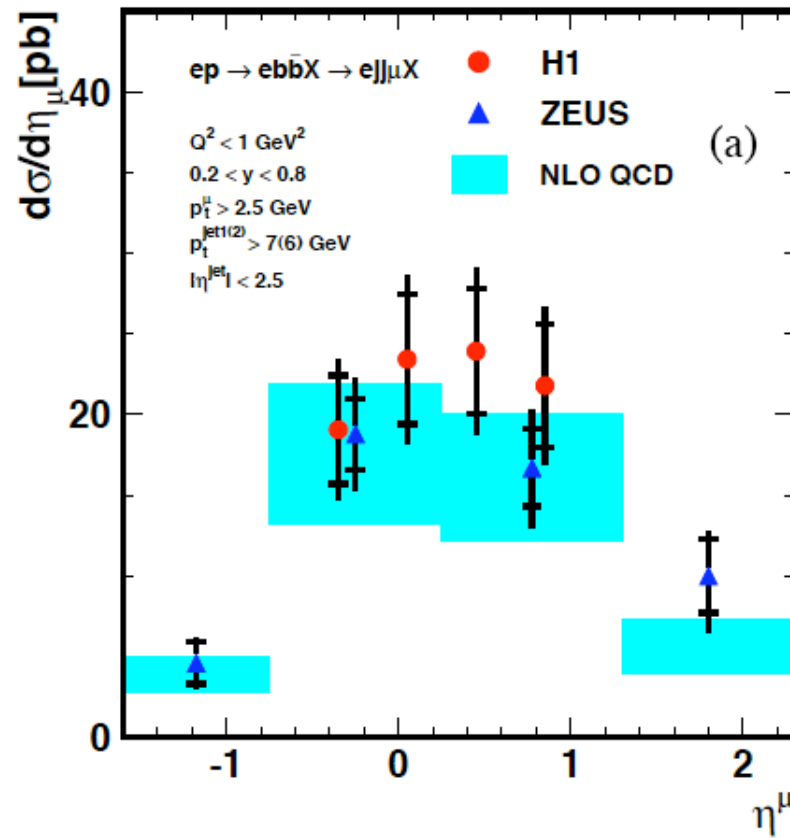 dσ/dη_μ[pb]
ep → ebb̄X → ejjμX
Q² < 1 GeV²
0.2 < y < 0.8
p_t^μ > 2.5 GeV
p_t^jet1(2) > 7(6) GeV
|η^jet| < 2.5
H1
ZEUS
NLO QCD
(a)
40
20
0
-1 0 1 2
η^μ